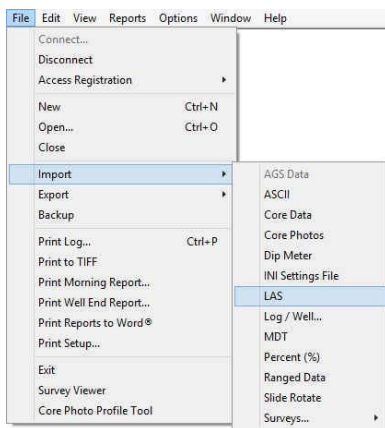 File Edit View Reports Options Window Help
Connect...
Disconnect
Access Registration
New Ctrl+N
Open... Ctrl+O
Close
Import
Export
Backup
Print Log... Ctrl+P
Print to TIFF
Print Morning Report...
Print Well End Report...
Print Reports to Word®
Print Setup...
Exit
Survey Viewer
Core Photo Profile Tool
AGS Data
ASCII
Core Data
Core Photos
Dip Meter
INI Settings File
LAS
Log / Well...
MDT
Percent (%)
Ranged Data
Slide Rotate
Surveys...